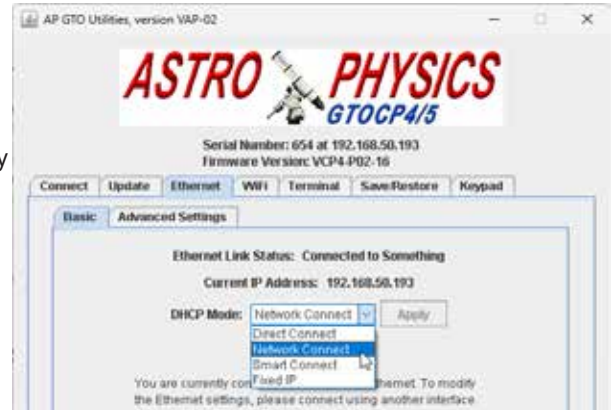 AP GTO Utilities, version VAP-02
ASTRO PHYSICS
GTOCP4/5
Serial Number: 654 at 192.168.50.193
Firmware Version: VCP4-P02-16
y
Connect Update Ethernet WiFi Terminal Save/Restore Keypad
Basic Advanced Settings
Ethernet Link Status: Connected to Something
Current IP Address: 192.168.50.193
DHCP Mode: Network Connect Apply
Direct Connect
Network Connect
Smart Connect
Fixed IP
You are currently con hernet. To modify
the Ethernet settings, please connect using another interface